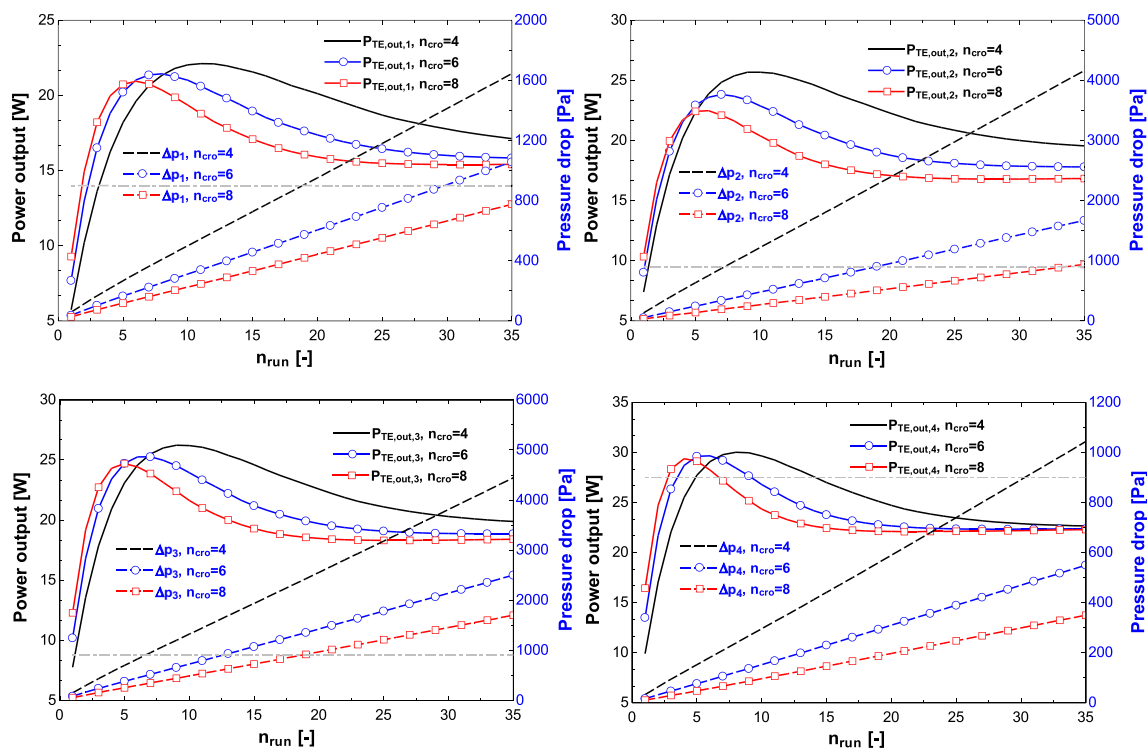 25
20
15
10
5
Power output [W]
P_TE,out,1, n_cro=4
P_TE,out,1, n_cro=6
P_TE,out,1, n_cro=8
Δp_1, n_cro=4
Δp_1, n_cro=6
Δp_1, n_cro=8
2000
1600
1200
800
400
0
Pressure drop [Pa]
0 5 10 15 20 25 30 35
n_run [-]
30
25
20
15
10
5
Power output [W]
P_TE,out,2, n_cro=4
P_TE,out,2, n_cro=6
P_TE,out,2, n_cro=8
Δp_2, n_cro=4
Δp_2, n_cro=6
Δp_2, n_cro=8
5000
4000
3000
2000
1000
0
Pressure drop [Pa]
0 5 10 15 20 25 30 35
n_run [-]
30
25
20
15
10
5
Power output [W]
P_TE,out,3, n_cro=4
P_TE,out,3, n_cro=6
P_TE,out,3, n_cro=8
Δp_3, n_cro=4
Δp_3, n_cro=6
Δp_3, n_cro=8
6000
5000
4000
3000
2000
1000
0
Pressure drop [Pa]
0 5 10 15 20 25 30 35
n_run [-]
35
30
25
20
15
10
5
Power output [W]
P_TE,out,4, n_cro=4
P_TE,out,4, n_cro=6
P_TE,out,4, n_cro=8
Δp_4, n_cro=4
Δp_4, n_cro=6
Δp_4, n_cro=8
1200
1000
800
600
400
200
0
Pressure drop [Pa]
0 5 10 15 20 25 30 35
n_run [-]